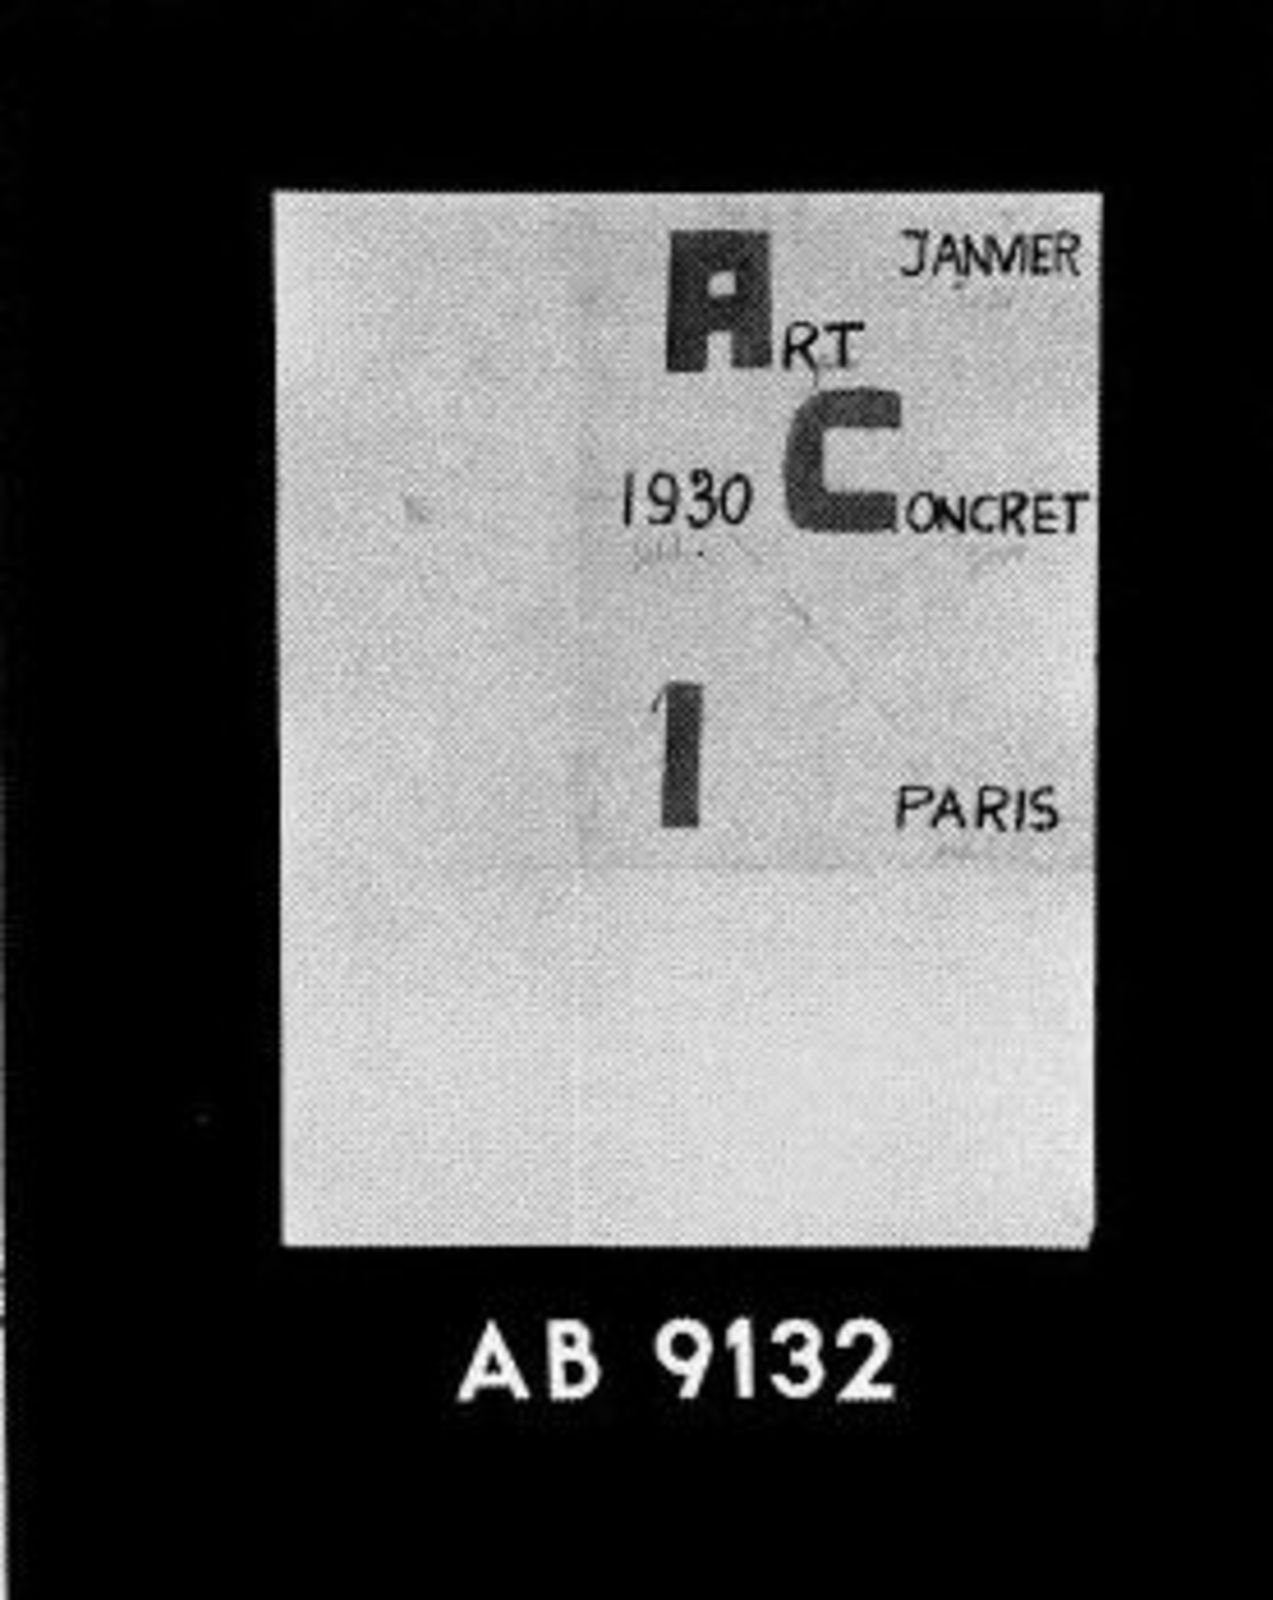 JANVIER
ART
1930 CONCRET
1
PARIS
AB 9132